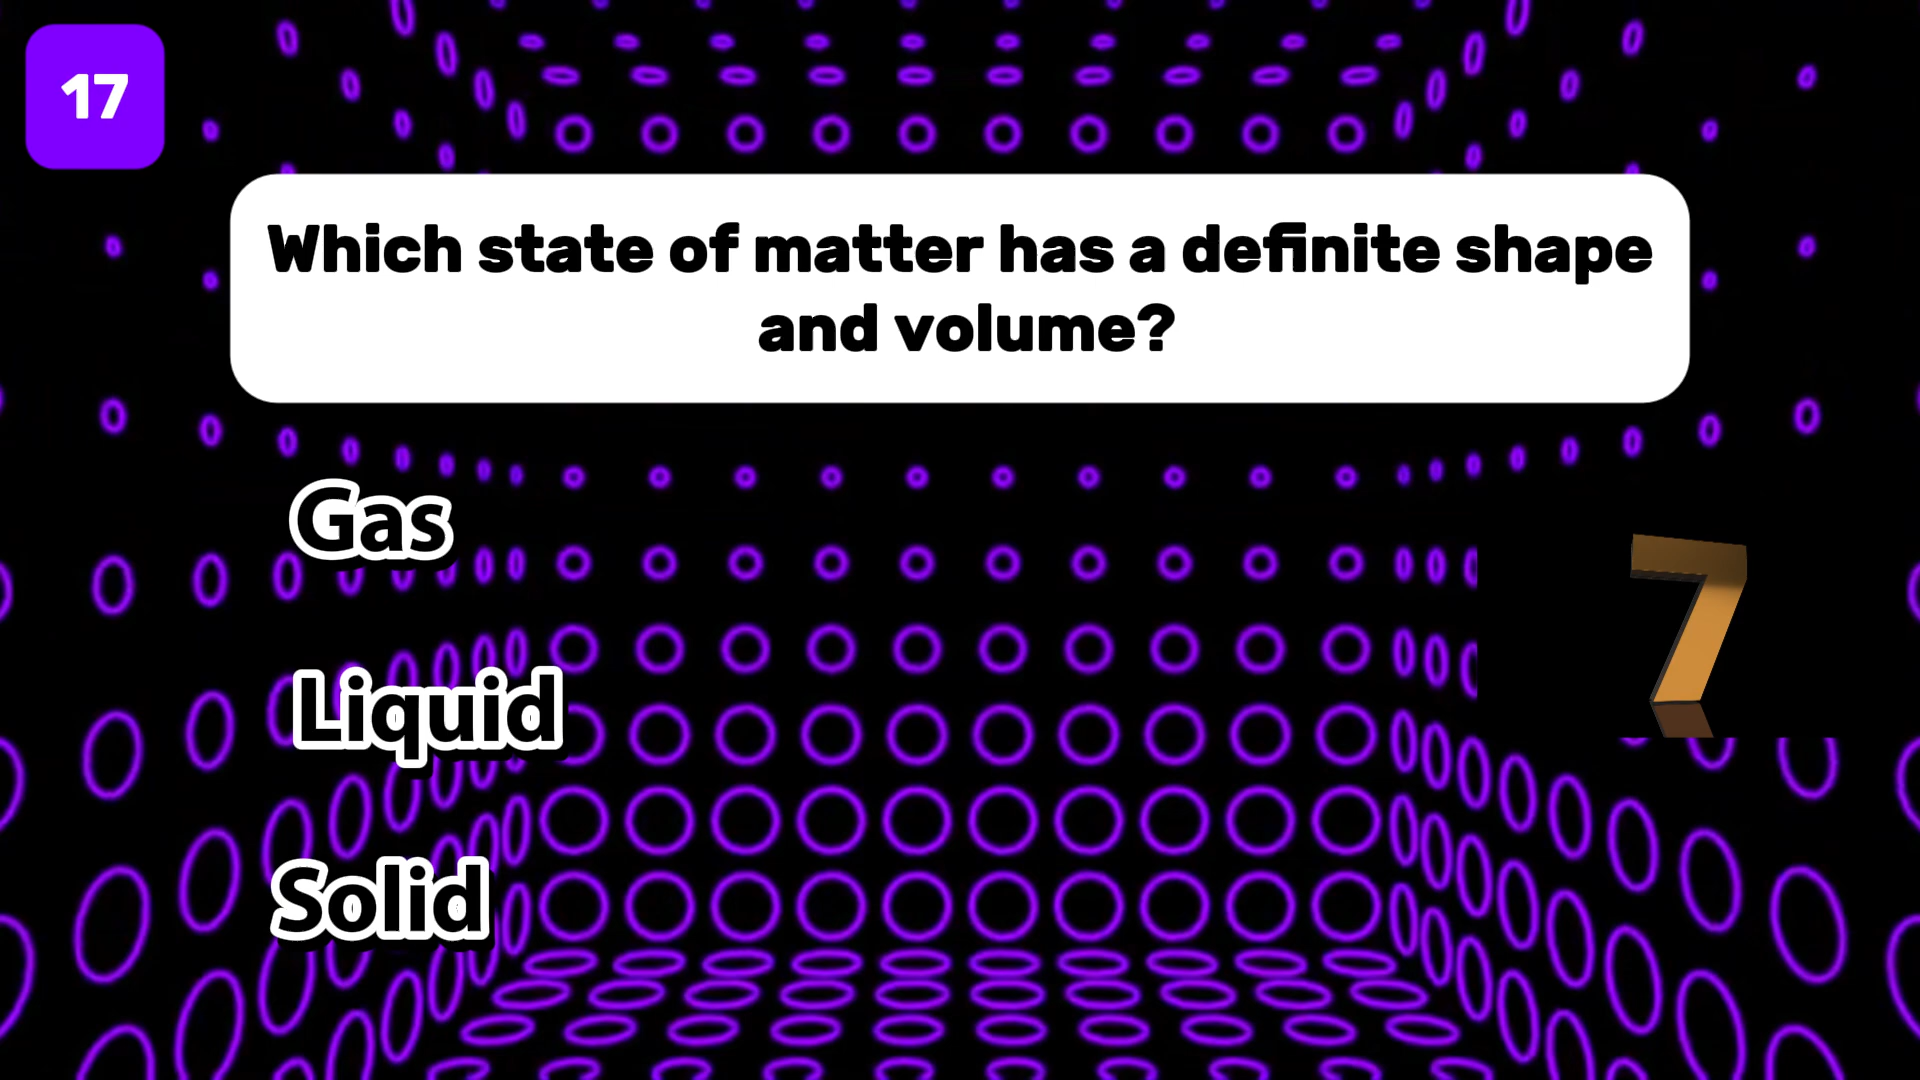 17
Which state of matter has a definite shape
and volume?
Gas
7
Liquid
Solid